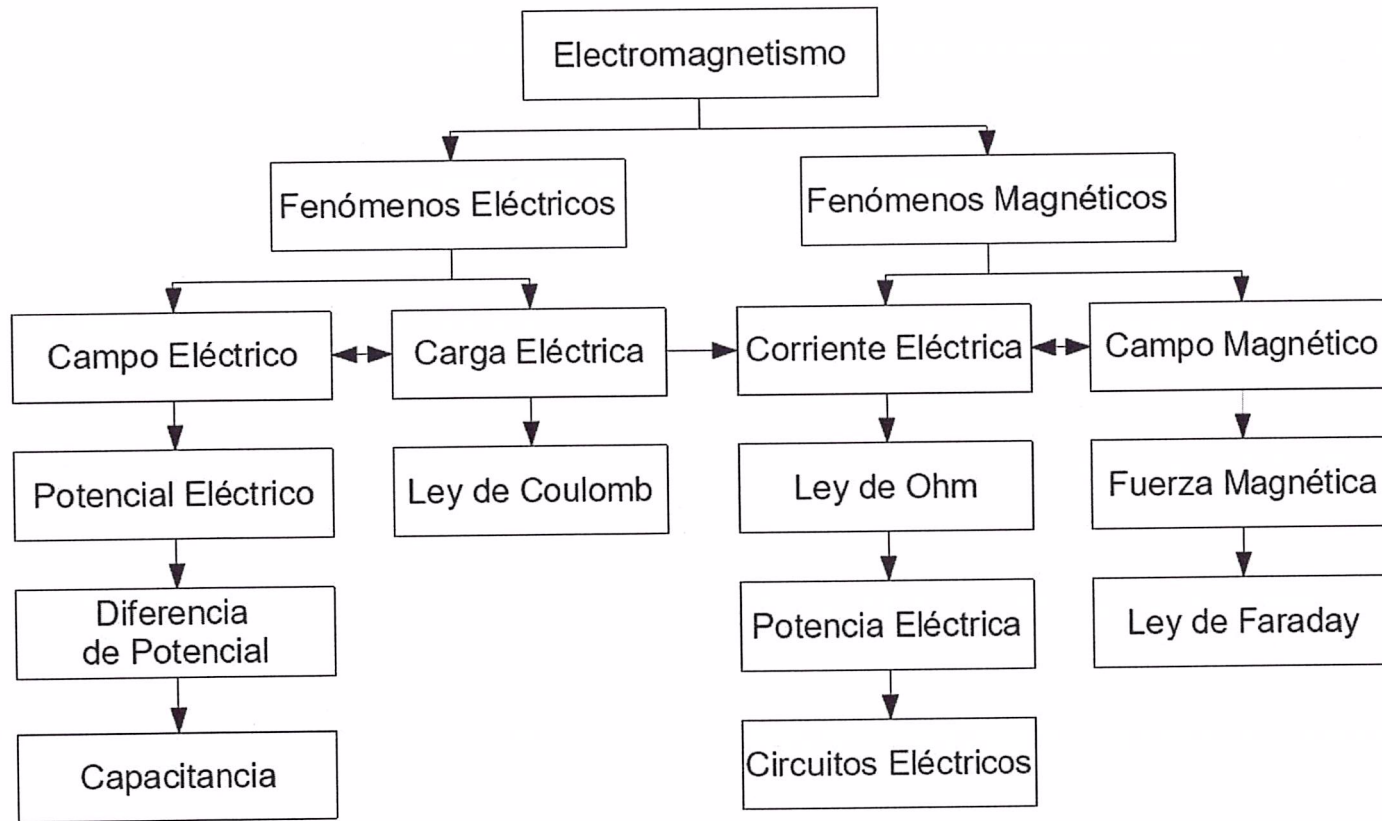 Electromagnetismo
Fenómenos Eléctricos
Fenómenos Magnéticos
Campo Eléctrico
Carga Eléctrica
Corriente Eléctrica
Campo Magnético
Potencial Eléctrico
Ley de Coulomb
Ley de Ohm
Fuerza Magnética
Diferencia
de Potencial
Potencia Eléctrica
Ley de Faraday
Capacitancia
Circuitos Eléctricos